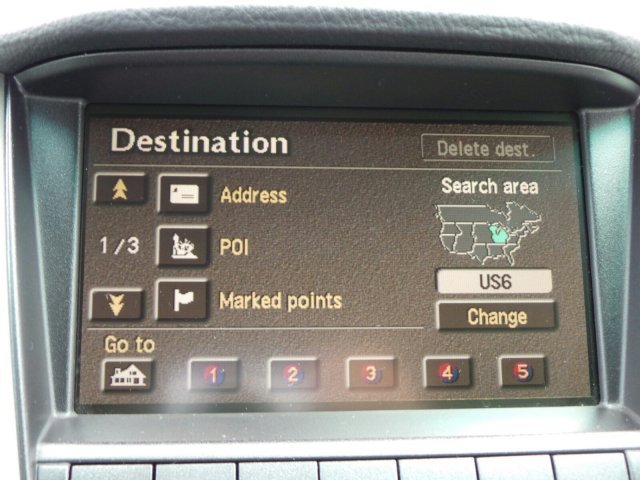 Destination
Delete dest.
Search area
Address
1/3
POI
US6
Marked points
Change
Go to
1 2 3 4 5